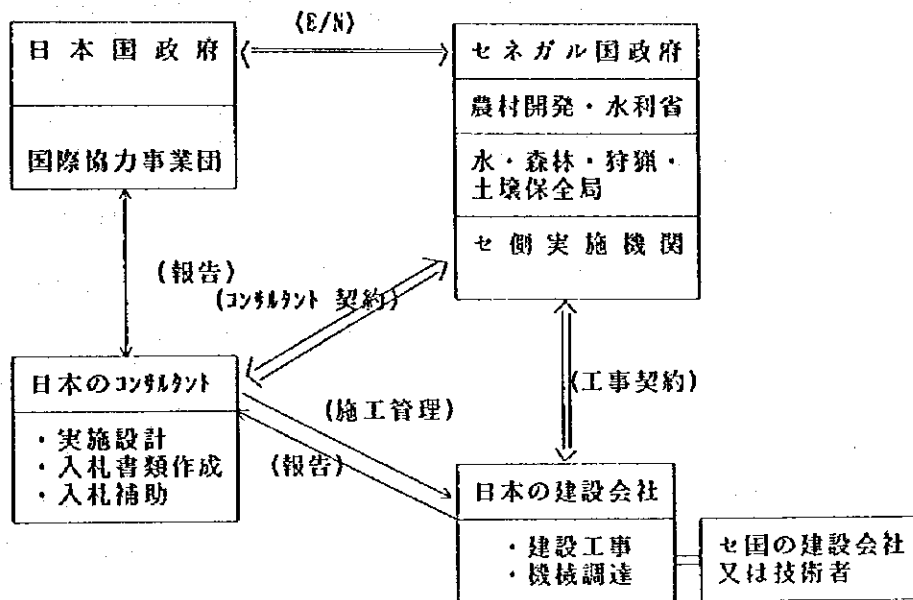 (E/N)
日本国政府
国際協力事業団
セネガル国政府
農村開発・水利省
水・森林・狩猟・
土壌保全局
セ側実施機関
(報告)
(コンサルタント 契約)
日本のコンサルタント
・実施設計
・入札書類作成
・入札補助
(施工管理)
(報告)
(工事契約)
日本の建設会社
・建設工事
・機械調達
セ国の建設会社
又は技術者